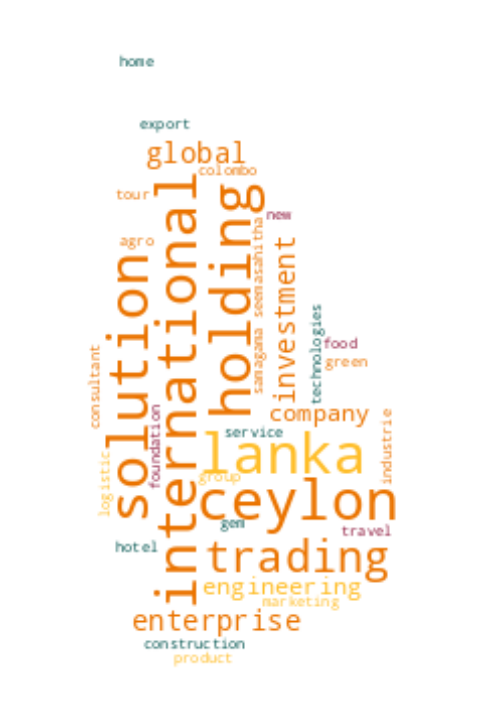 home
export
global
colombo
tour
international
holding
new
seemasahitha
agro
investment
solution
technologies
samagama
food
green
consultant
foundation
company
industrie
service
lanka
logistic
group
ceylon
gem
travel
hotel
trading
engineering
marketing
enterprise
construction
product